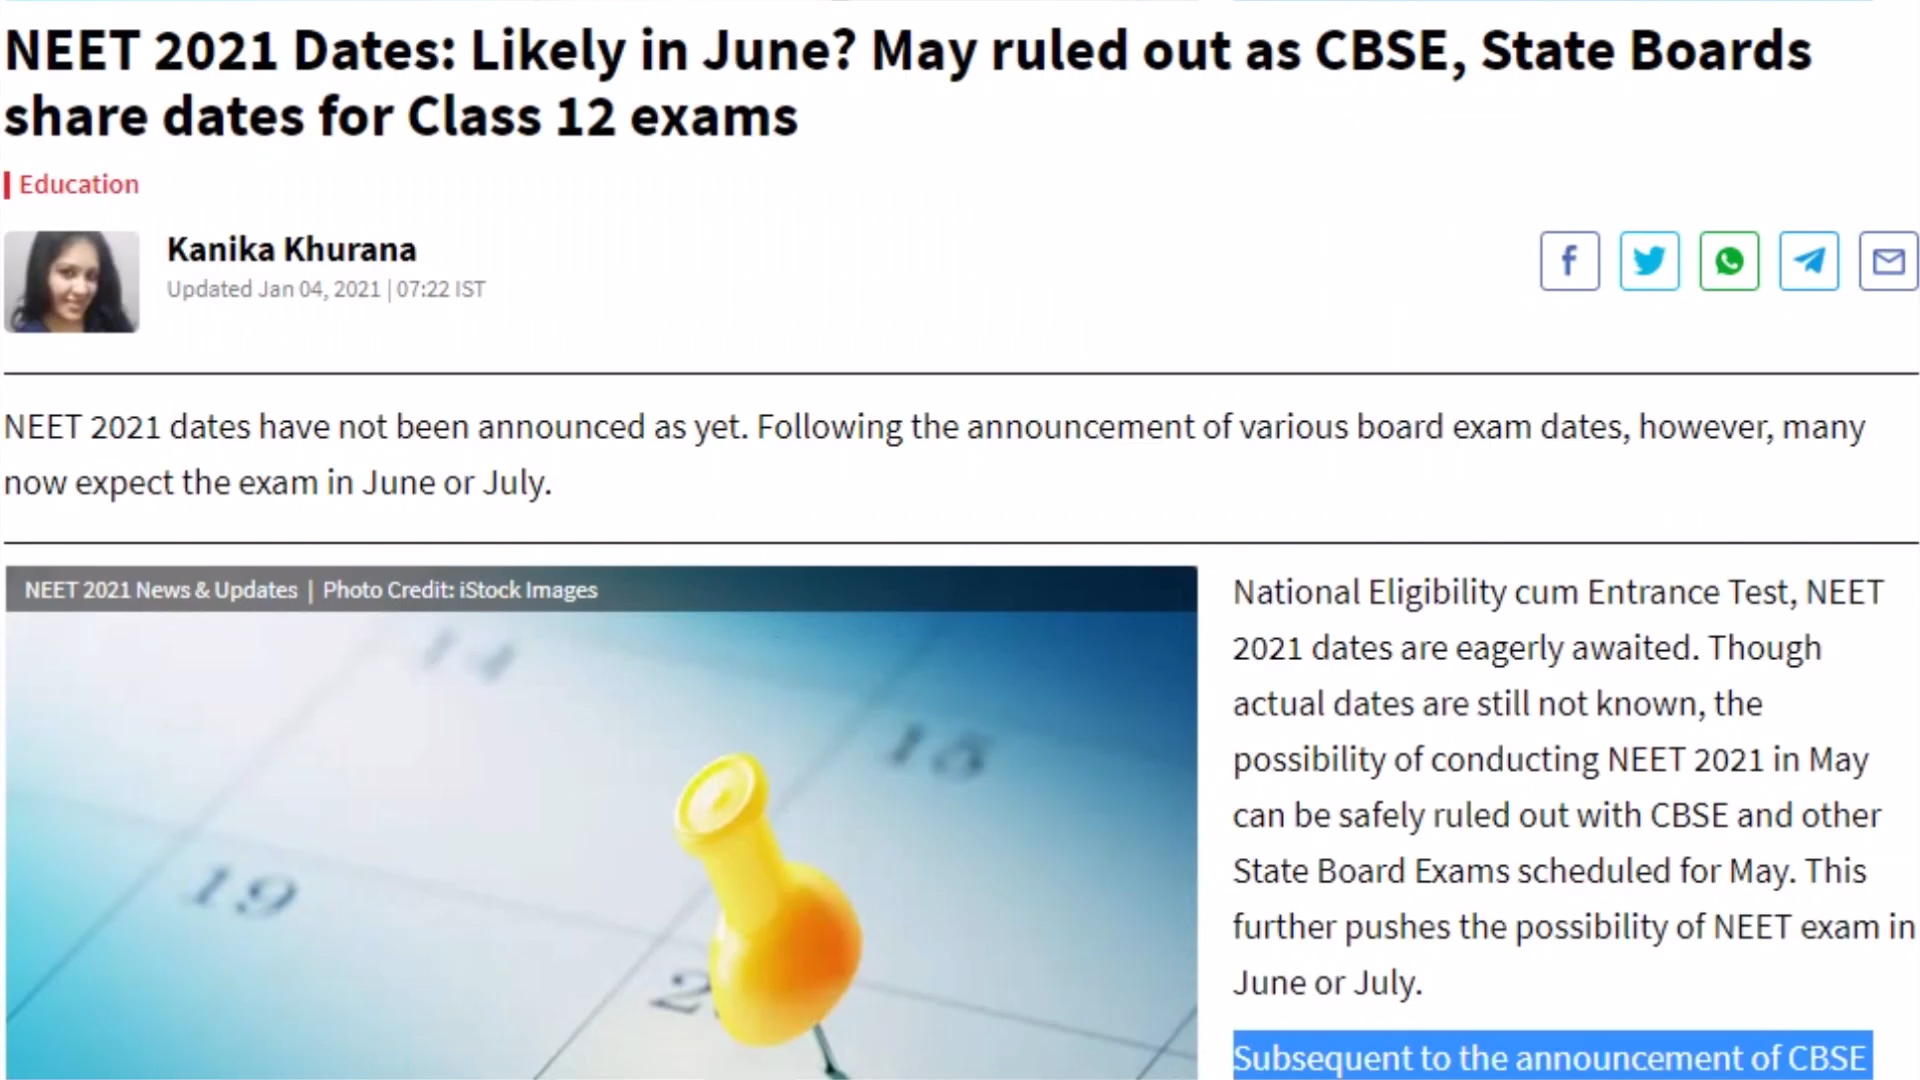 NEET 2021 Dates: Likely in June? May ruled out as CBSE, State Boards
share dates for Class 12 exams
Education
Kanika Khurana
Updated Jan 04, 2021 | 07:22 IST
NEET 2021 dates have not been announced as yet. Following the announcement of various board exam dates, however, many
now expect the exam in June or July.
NEET 2021 News & Updates | Photo Credit: iStock Images
14
18
19
2
National Eligibility cum Entrance Test, NEET
2021 dates are eagerly awaited. Though
actual dates are still not known, the
possibility of conducting NEET 2021 in May
can be safely ruled out with CBSE and other
State Board Exams scheduled for May. This
further pushes the possibility of NEET exam in
June or July.
Subsequent to the announcement of CBSE